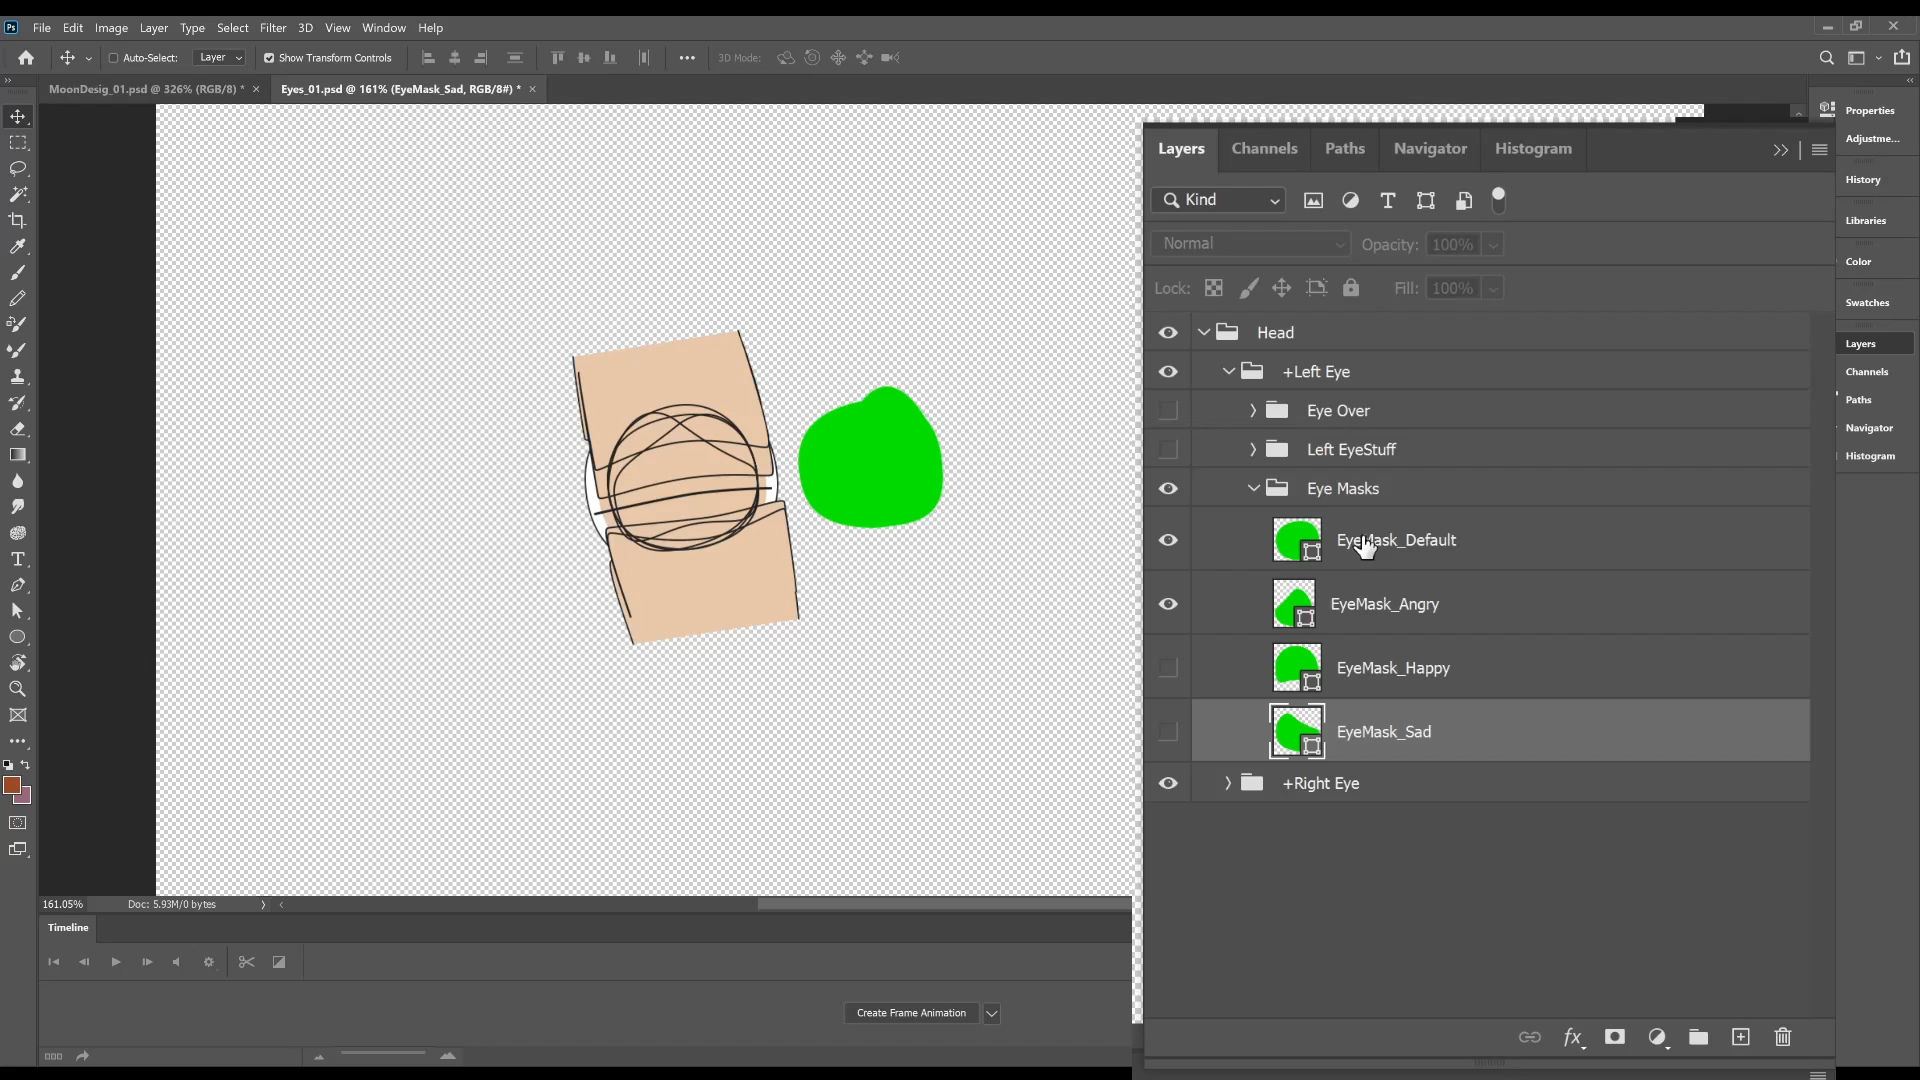 Ps File Edit Image Layer Type Select Filter 3D View Window Help
Auto-Select: Layer Show Transform Controls 3D Mode:
MoonDesig_01.psd @ 326% (RGB/8) * Eyes_01.psd @ 161% (EyeMask_Sad, RGB/8#) *
Layers Channels Paths Navigator Histogram
Kind
Normal Opacity: 100%
Lock: Fill: 100%
Head
+Left Eye
Eye Over
Left EyeStuff
Eye Masks
EyeMask_Default
EyeMask_Angry
EyeMask_Happy
EyeMask_Sad
+Right Eye
fx
Properties
Adjustme...
History
Libraries
Color
Swatches
Layers
Channels
Paths
Navigator
Histogram
161.05% Doc: 5.93M/0 bytes
Timeline
Create Frame Animation